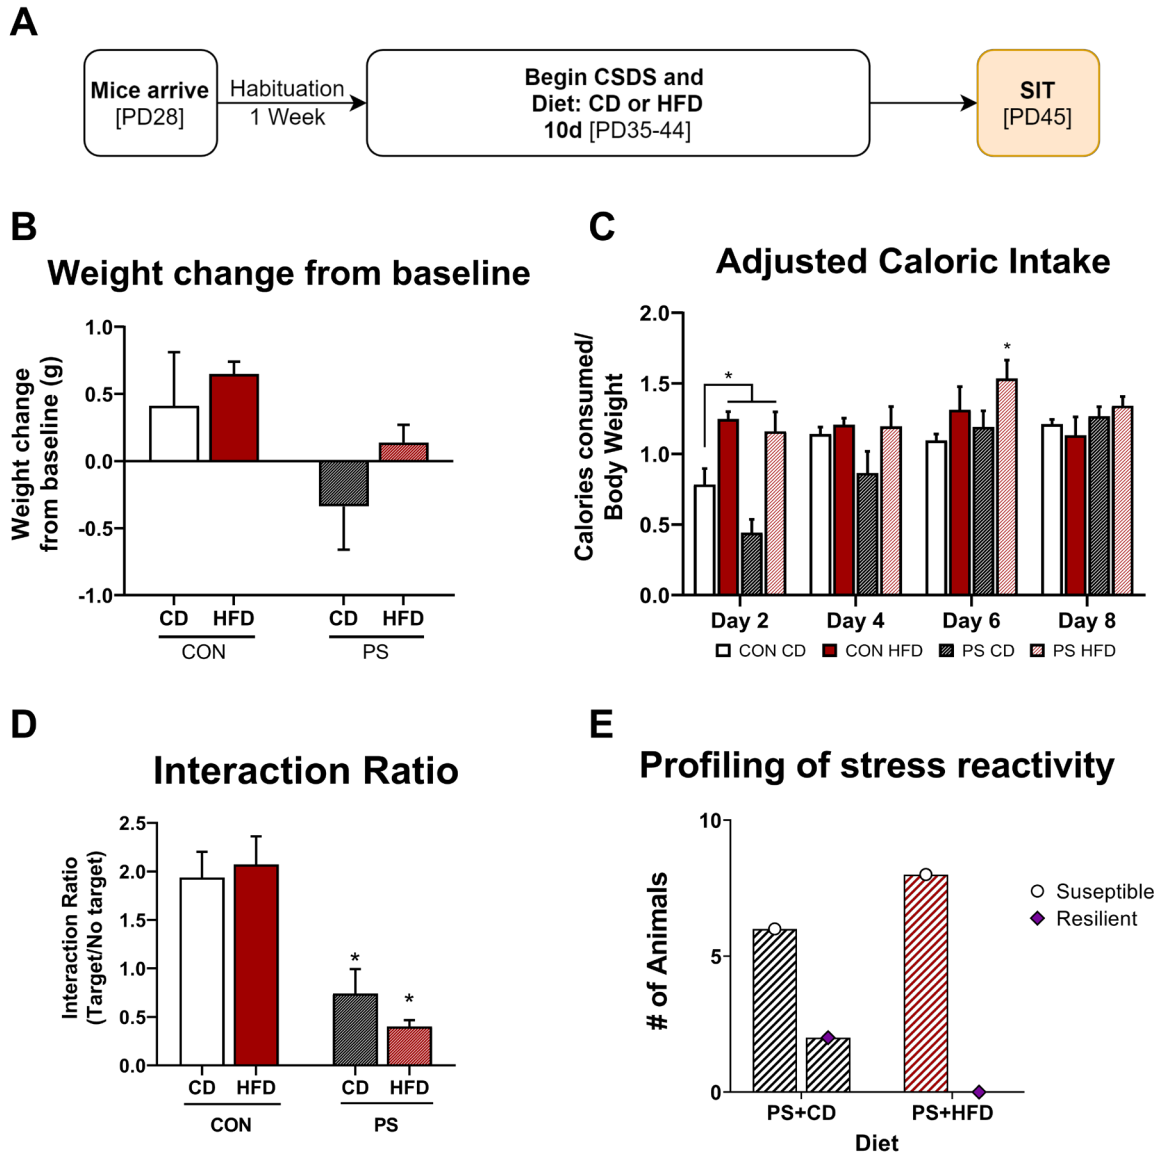 A
Mice arrive
[PD28]
Habituation
1 Week
Begin CSDS and
Diet: CD or HFD
10d [PD35-44]
SIT
[PD45]
B
Weight change from baseline
Weight change
from baseline (g)
1.0
0.5
0.0
-0.5
-1.0
CD HFD CD HFD
CON PS
C
Adjusted Caloric Intake
Calories consumed/
Body Weight
2.0
1.5
1.0
0.5
0.0
*
*
Day 2 Day 4 Day 6 Day 8
CON CD CON HFD PS CD PS HFD
D
Interaction Ratio
Interaction Ratio
(Target/No target)
2.5
2.0
1.5
1.0
0.5
0.0
*
*
CD HFD CD HFD
CON PS
E
Profiling of stress reactivity
# of Animals
10
5
0
Suseptible
Resilient
PS+CD PS+HFD
Diet